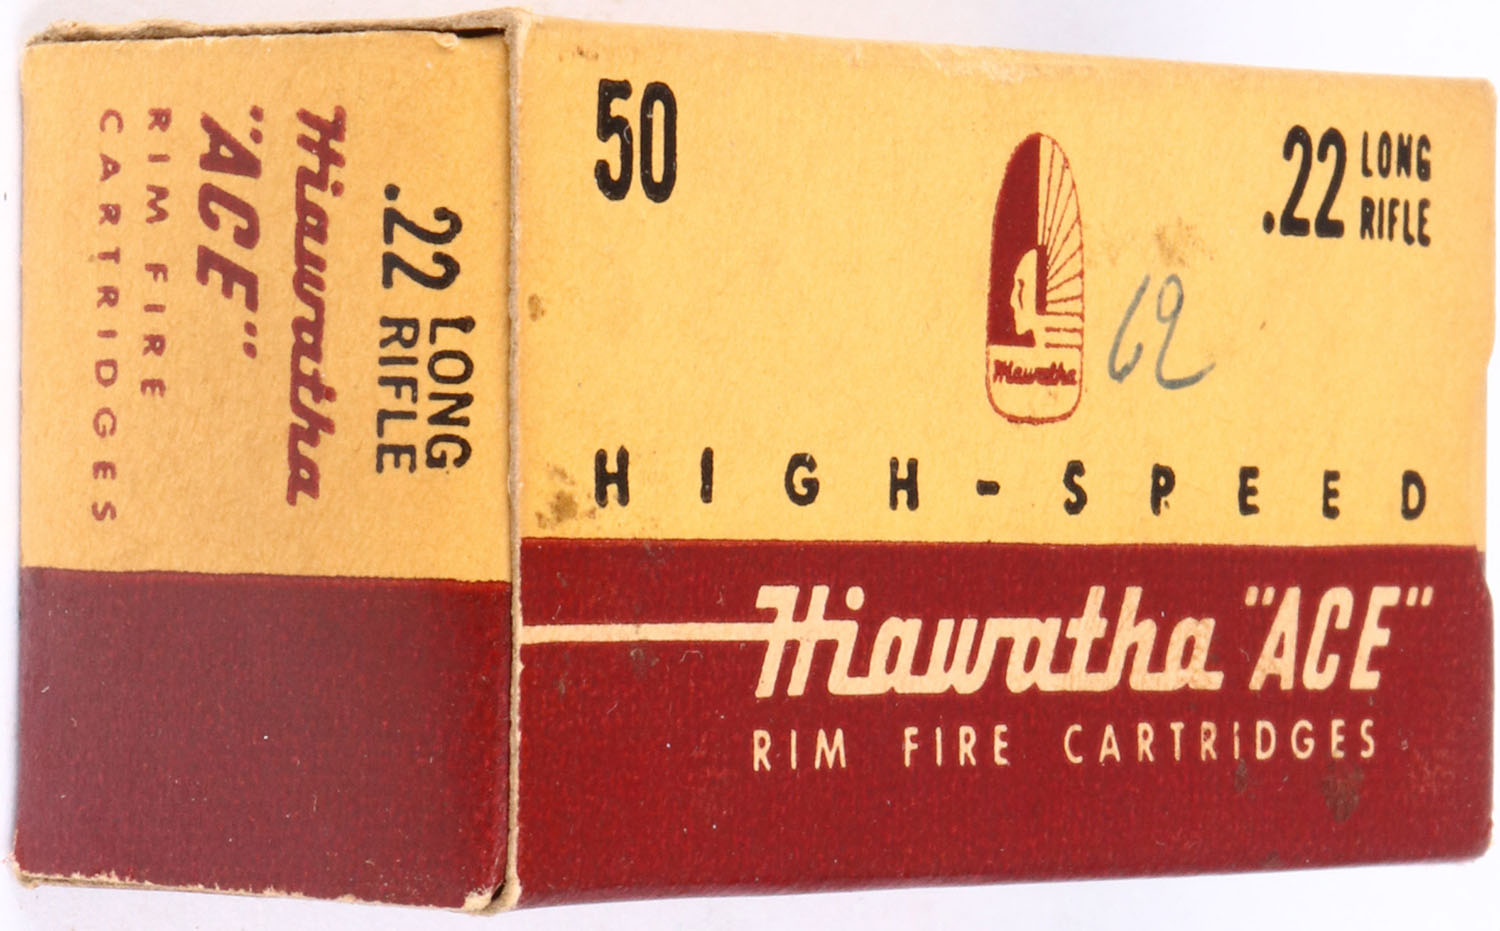 50
.22 LONG RIFLE
Hiawatha
62
HIGH-SPEED
Hiawatha "ACE"
RIM FIRE CARTRIDGES
.22 LONG RIFLE
Hiawatha
"ACE"
RIM FIRE
CARTRIDGES